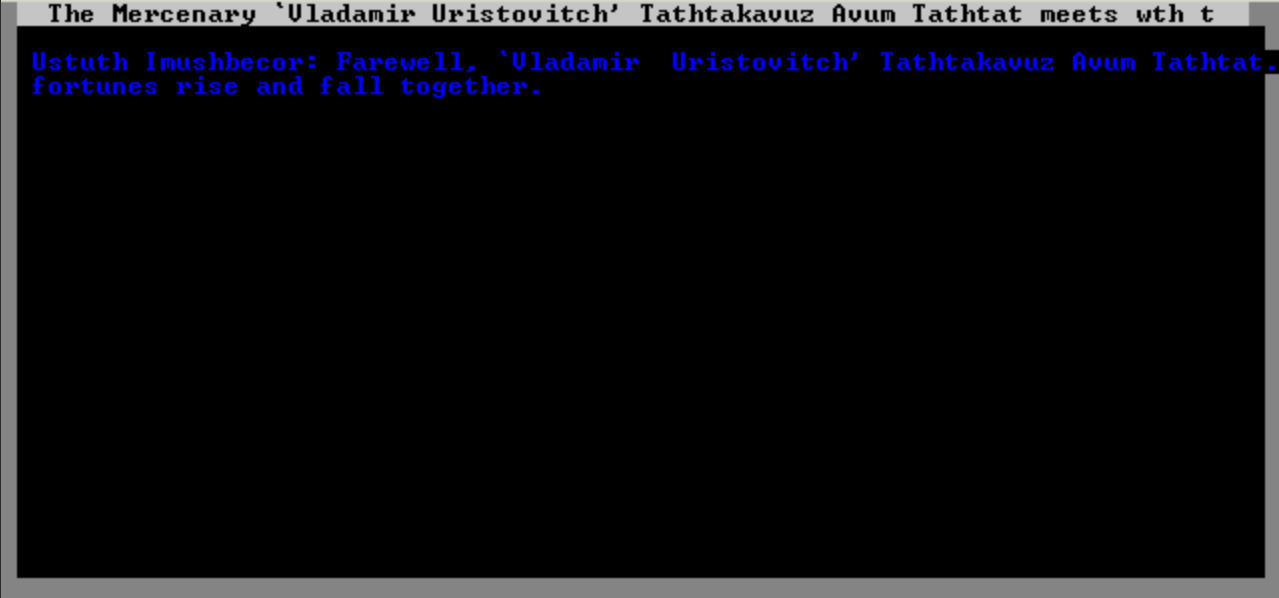 The Mercenary `Vladamir Uristovitch' Tathtakavuz Avum Tathtat meets wth t
Ustuth Imushbecor: Farewell, `Vladamir  Uristovitch' Tathtakavuz Avum Tathtat.
fortunes rise and fall together.